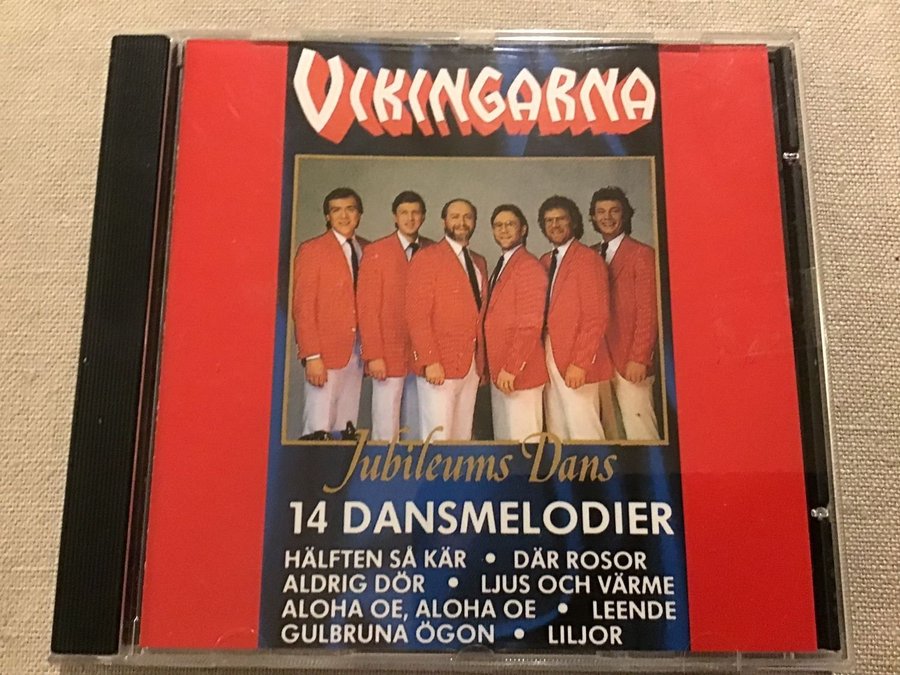 VIKINGARNA
Jubileums Dans
14 DANSMELODIER
HÄLFTEN SÅ KÄR • DÄR ROSOR
ALDRIG DÖR • LJUS OCH VÄRME
ALOHA OE, ALOHA OE • LEENDE
GULBRUNA ÖGON • LILJOR